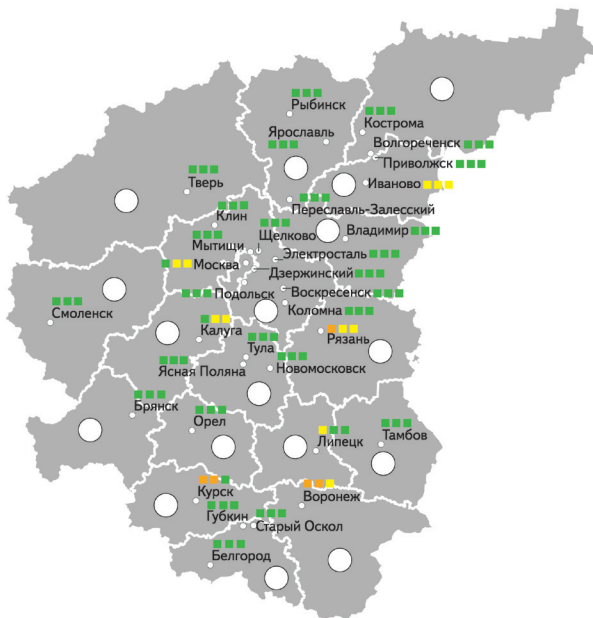 Рыбинск
Кострома
Ярославль
Волгореченск
Приволжск
Тверь
Иваново
Переславль-Залесский
Клин
Щелково
Владимир
Мытищи
Электросталь
Москва
Дзержинский
Подольск
Воскресенск
Смоленск
Коломна
Калуга
Рязань
Тула
Ясная Поляна
Новомосковск
Брянск
Орел
Липецк
Тамбов
Курск
Воронеж
Губкин
Старый Оскол
Белгород